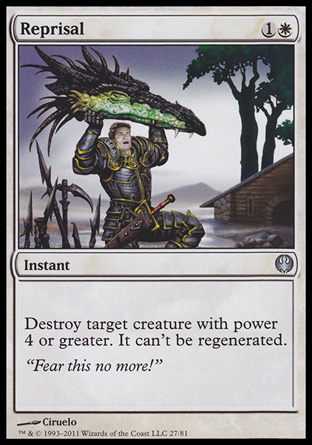 Reprisal 1
Instant
Destroy target creature with power
4 or greater. It can't be regenerated.
“Fear this no more!”
Ciruelo
™ & © 1993–2011 Wizards of the Coast LLC 27/81